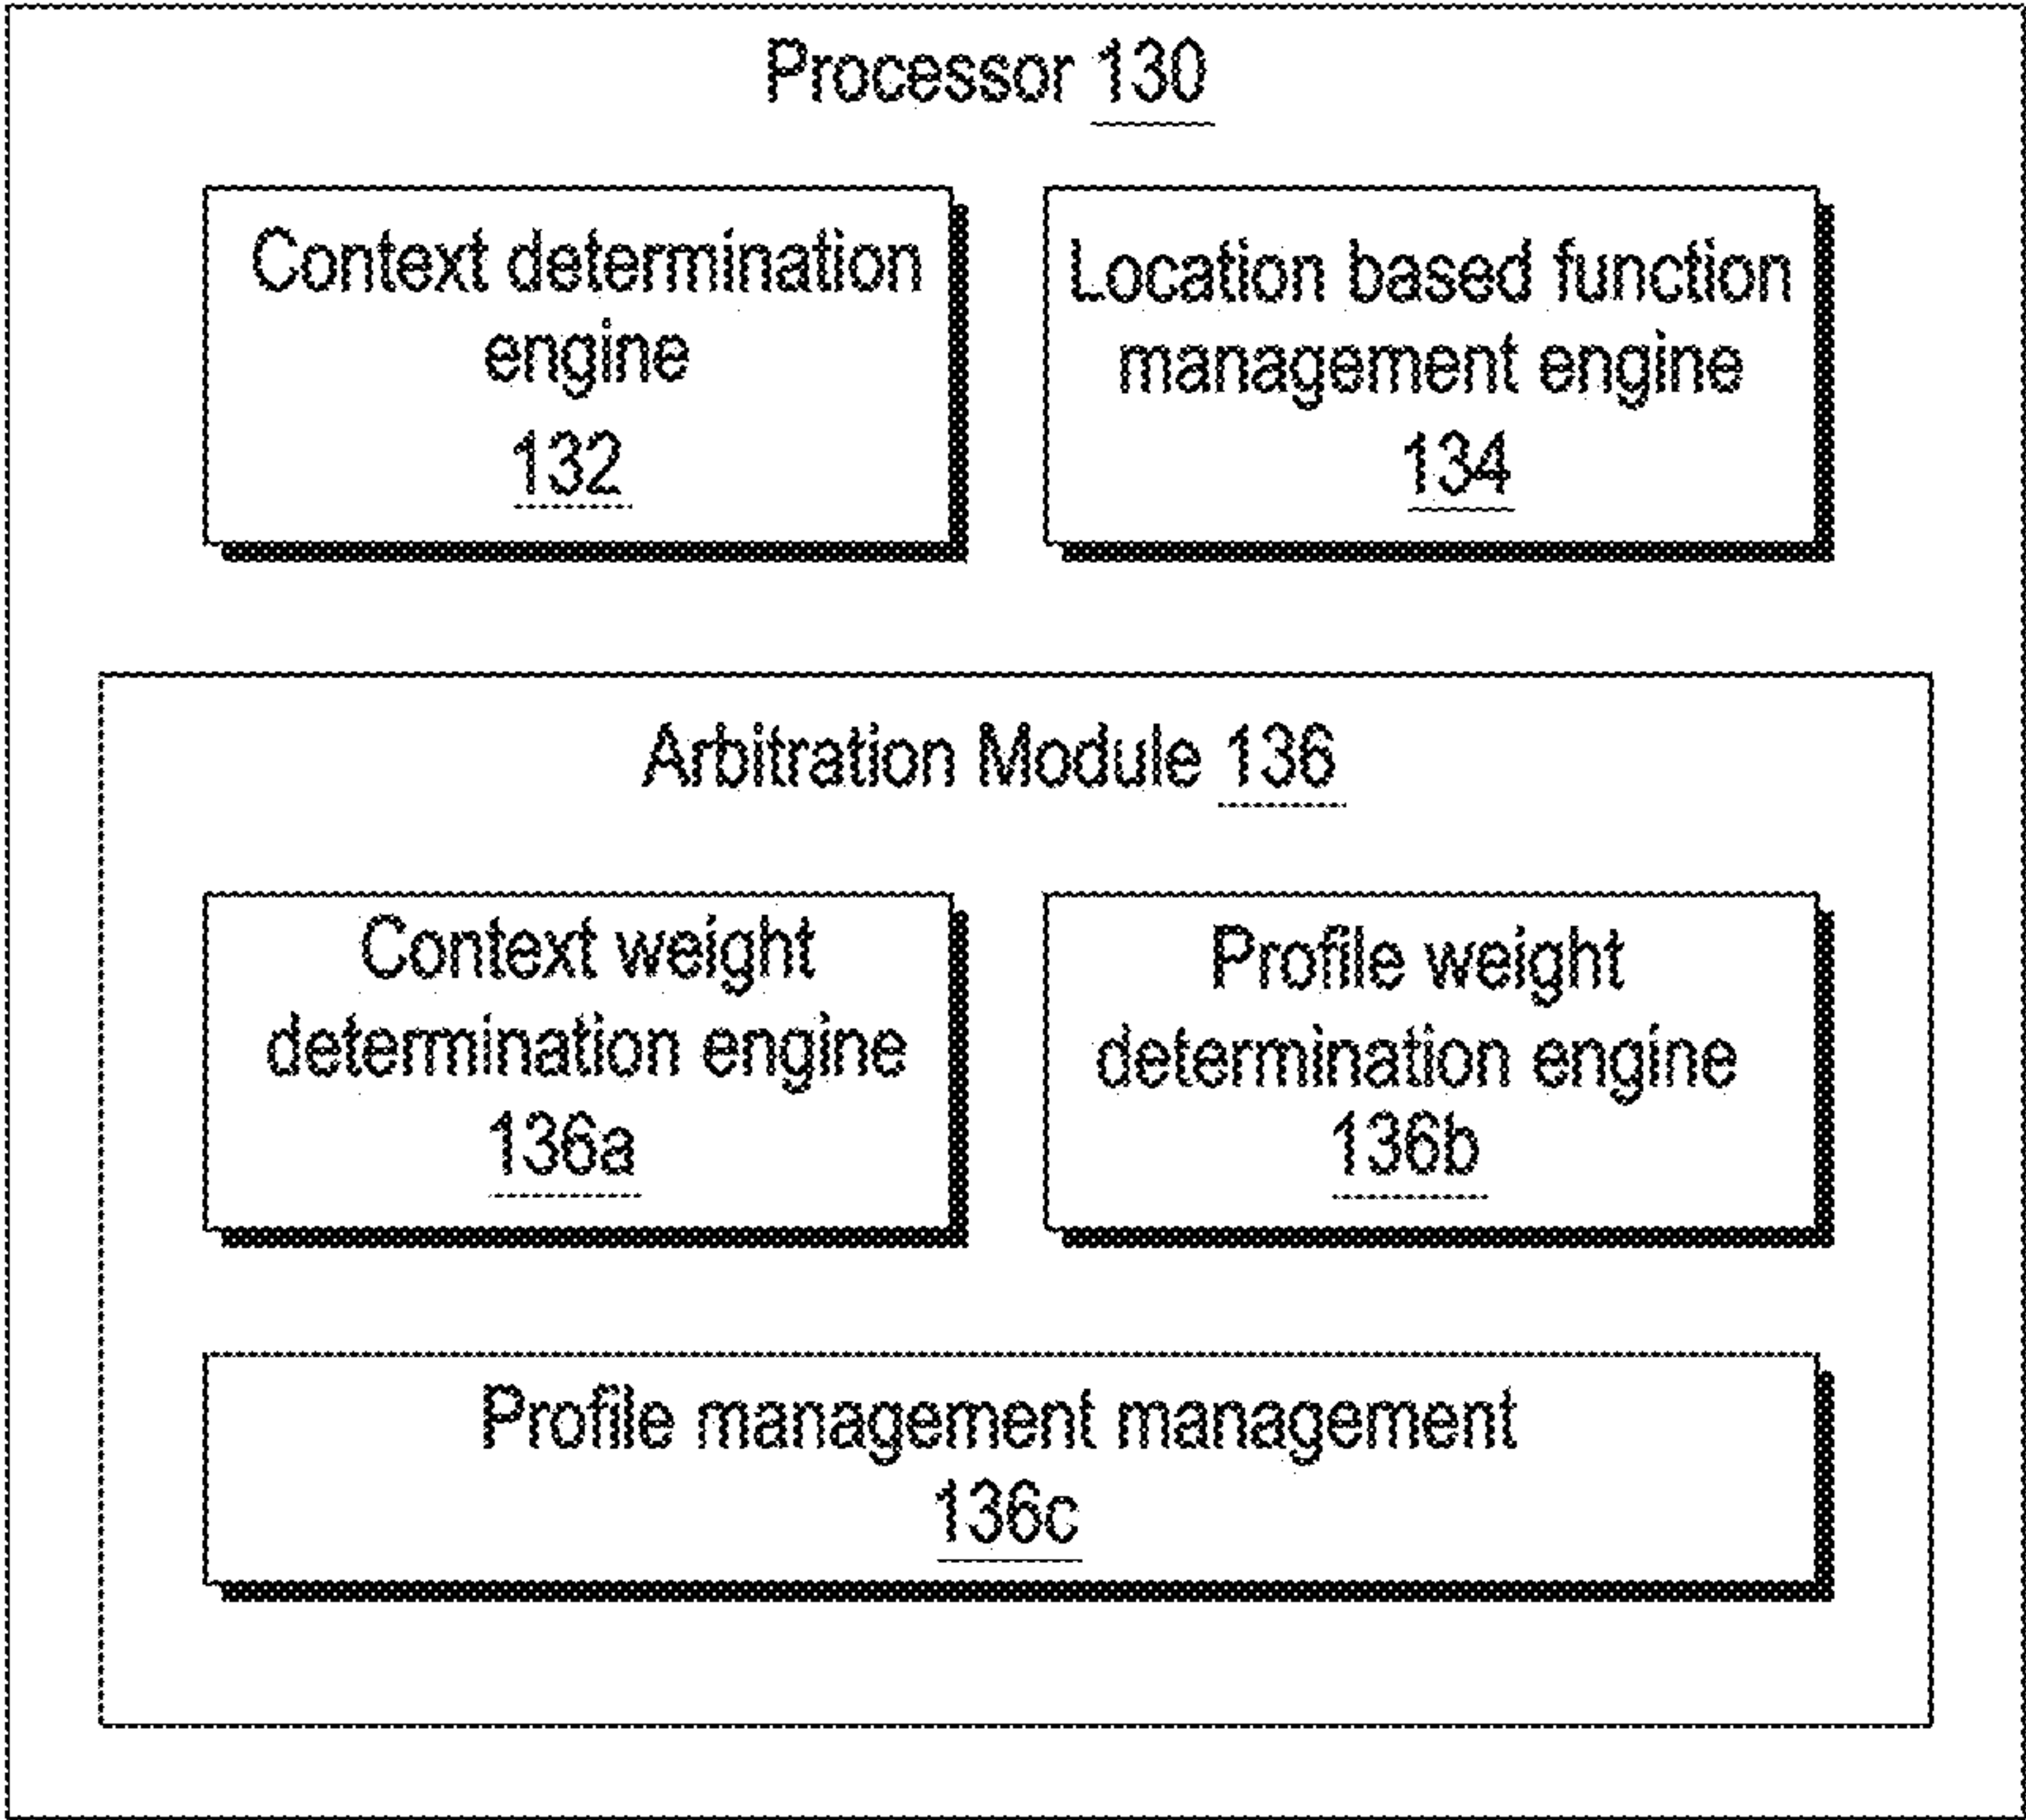 Processor 130
Context determination
engine
132
Location based function
management engine
134
Arbitration Module 136
Context weight
determination engine
136a
Profile weight
determination engine
136b
Profile management management
136c